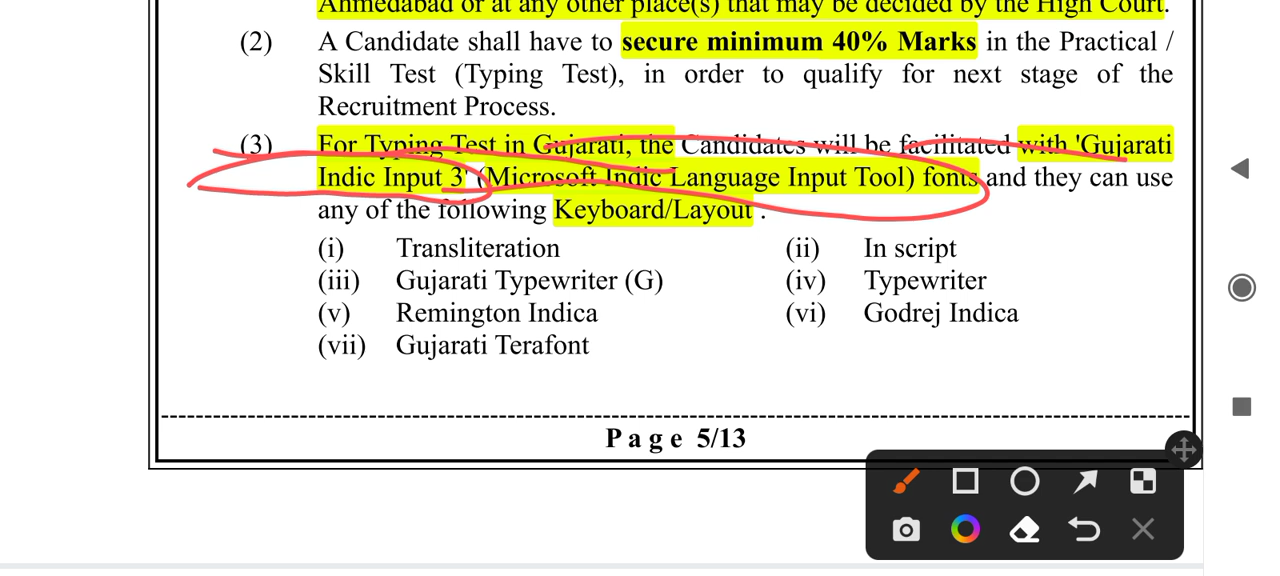 Ahmedabad or at any other place(s) that may be decided by the High Court.
(2) A Candidate shall have to secure minimum 40% Marks in the Practical /
Skill Test (Typing Test), in order to qualify for next stage of the
Recruitment Process.
(3) For Typing Test in Gujarati, the Candidates will be facilitated with 'Gujarati
Indic Input 3' (Microsoft Indic Language Input Tool) fonts and they can use
any of the following Keyboard/Layout .
(i) Transliteration (ii) In script
(iii) Gujarati Typewriter (G) (iv) Typewriter
(v) Remington Indica (vi) Godrej Indica
(vii) Gujarati Terafont
Page 5/13